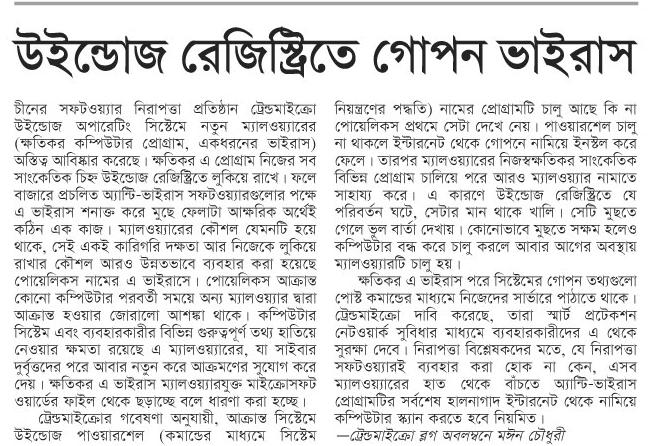 উইন্ডোজ রেজিস্ট্রিতে গোপন ভাইরাস
চীনের সফটওয়্যার নিরাপত্তা প্রতিষ্ঠান ট্রেন্ডমাইক্রো
উইন্ডোজ অপারেটিং সিস্টেমে নতুন ম্যালওয়্যারের
(ক্ষতিকর কম্পিউটার প্রোগ্রাম, একধরনের ভাইরাস)
অস্তিত্ব আবিষ্কার করেছে। ক্ষতিকর এ প্রোগ্রাম নিজের সব
সাংকেতিক চিহ্ন উইন্ডোজ রেজিস্ট্রিতে লুকিয়ে রাখে। ফলে
বাজারে প্রচলিত অ্যান্টি-ভাইরাস সফটওয়্যারগুলোর পক্ষে
এ ভাইরাস শনাক্ত করে মুছে ফেলাটা আক্ষরিক অর্থেই
কঠিন এক কাজ। ম্যালওয়্যারের কৌশল যেমনটি হয়ে
থাকে, সেই একই কারিগরি দক্ষতা আর নিজেকে লুকিয়ে
রাখার কৌশল আরও উন্নতভাবে ব্যবহার করা হয়েছে
পোয়েলিকস নামের এ ভাইরাসে। পোয়েলিকস আক্রান্ত
কোনো কম্পিউটার পরবর্তী সময়ে অন্য ম্যালওয়্যার দ্বারা
আক্রান্ত হওয়ার জোরালো আশঙ্কা থাকে। কম্পিউটার
সিস্টেম এবং ব্যবহারকারীর বিভিন্ন গুরুত্বপূর্ণ তথ্য হাতিয়ে
নেওয়ার ক্ষমতা রয়েছে এ ম্যালওয়্যারের, যা সাইবার
দুর্বৃত্তদের পরে আবার নতুন করে আক্রমণের সুযোগ করে
দেয়। ক্ষতিকর এ ভাইরাস ম্যালওয়্যারযুক্ত মাইক্রোসফট
ওয়ার্ডের ফাইল থেকে ছড়াচ্ছে বলে ধারণা করা হচ্ছে।
ট্রেন্ডমাইক্রোর গবেষণা অনুযায়ী, আক্রান্ত সিস্টেমে
উইন্ডোজ পাওয়ারশেল (কমান্ডের মাধ্যমে সিস্টেম
নিয়ন্ত্রণের পদ্ধতি) নামের প্রোগ্রামটি চালু আছে কি না
পোয়েলিকস প্রথমে সেটা দেখে নেয়। পাওয়ারশেল চালু
না থাকলে ইন্টারনেট থেকে গোপনে নামিয়ে ইনস্টল করে
ফেলে। তারপর ম্যালওয়্যারের নিজস্বক্ষতিকর সাংকেতিক
বিভিন্ন প্রোগ্রাম চালিয়ে পরে আরও ম্যালওয়্যার নামাতে
সাহায্য করে। এ কারণে উইন্ডোজ রেজিস্ট্রিতে যে
পরিবর্তন ঘটে, সেটার মান থাকে খালি। সেটি মুছতে
গেলে ভুল বার্তা দেখায়। কোনোভাবে মুছতে সক্ষম হলেও
কম্পিউটার বন্ধ করে চালু করলে আবার আগের অবস্থায়
ম্যালওয়্যারটি চালু হয়।
ক্ষতিকর এ ভাইরাস পরে সিস্টেমের গোপন তথ্যগুলো
পোস্ট কমান্ডের মাধ্যমে নিজেদের সার্ভারে পাঠাতে থাকে।
ট্রেন্ডমাইক্রো দাবি করেছে, তারা স্মার্ট প্রটেকশন
নেটওয়ার্ক সুবিধার মাধ্যমে ব্যবহারকারীদের এ থেকে
সুরক্ষা দেবে। নিরাপত্তা বিশ্লেষকদের মতে, যে নিরাপত্তা
সফটওয়্যারই ব্যবহার করা হোক না কেন, এসব
ম্যালওয়্যারের হাত থেকে বাঁচতে অ্যান্টি-ভাইরাস
প্রোগ্রামটির সর্বশেষ হালনাগাদ ইন্টারনেট থেকে নামিয়ে
কম্পিউটার স্ক্যান করতে হবে নিয়মিত।
—ট্রেন্ডমাইক্রো ব্লগ অবলম্বনে মঈন চৌধুরী